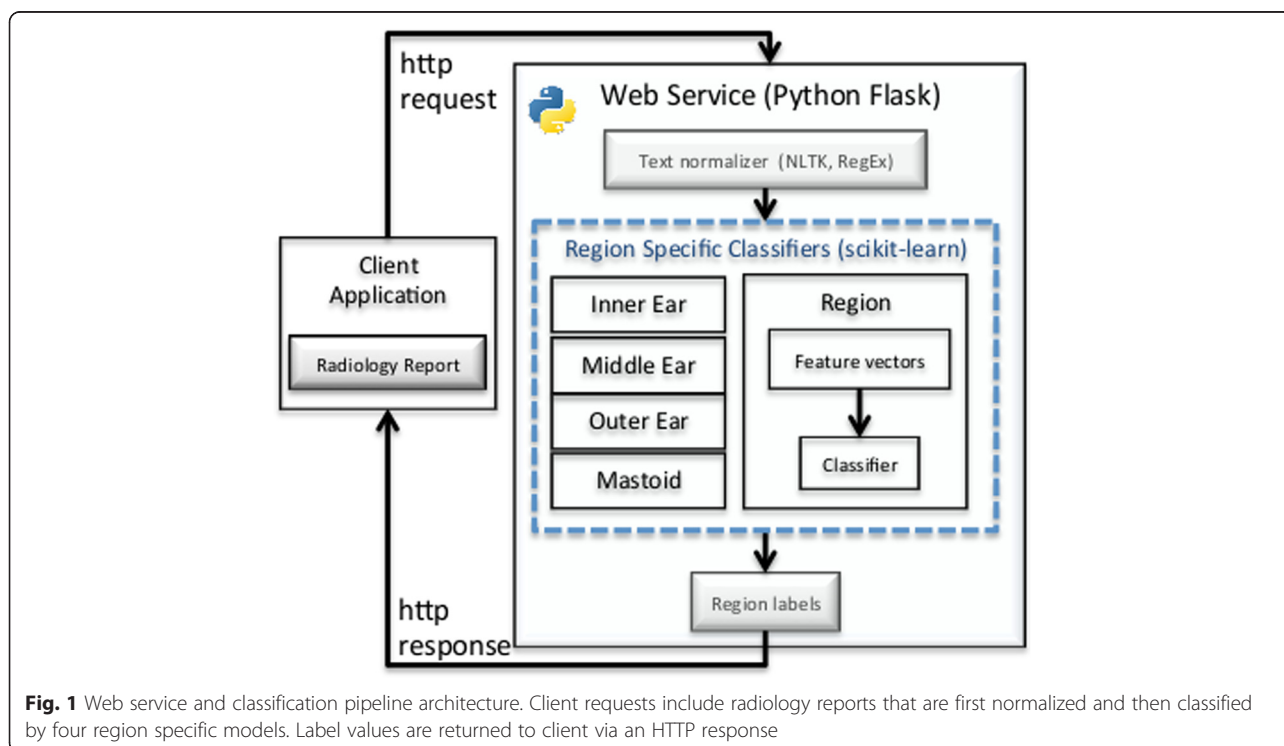 http
request
Web Service (Python Flask)
Text normalizer (NLTK, RegEx)
Region Specific Classifiers (scikit-learn)
Client
Application
Radiology Report
Inner Ear
Middle Ear
Outer Ear
Mastoid
Region
Feature vectors
Classifier
Region labels
http
response
Fig. 1 Web service and classification pipeline architecture. Client requests include radiology reports that are first normalized and then classified
by four region specific models. Label values are returned to client via an HTTP response